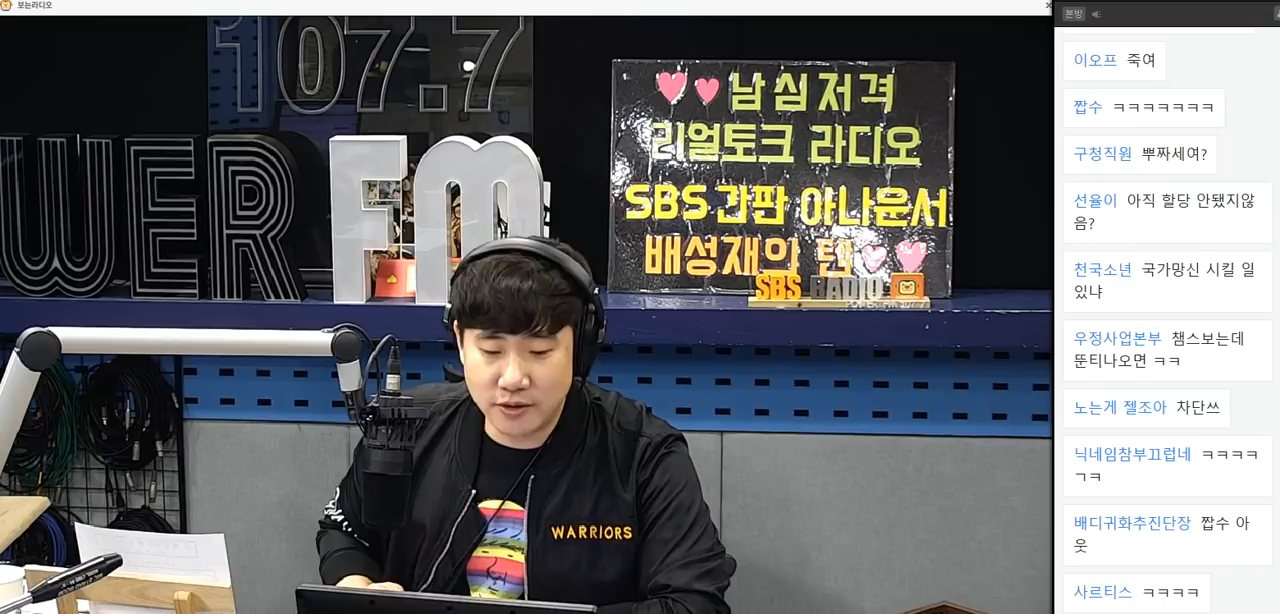 보는라디오
107.7
WER FM
남심저격
리얼토크 라디오
SBS 간판 아나운서
배성재의 텐
SBS RADIO
WARRIORS
본방
이오프 죽여
짭수 ㅋㅋㅋㅋㅋㅋㅋ
구청직원 뿌짜세여?
선율이 아직 할당 안됐지않
음?
천국소년 국가망신 시킬 일
있냐
우정사업본부 챔스보는데
뚠티나오면 ㅋㅋ
노는게 젤조아 차단쓰
닉네임참부끄럽네 ㅋㅋㅋㅋ
ㄱㅋ
배디귀화추진단장 짭수 아
웃
사르티스 ㅋㅋㅋㅋ